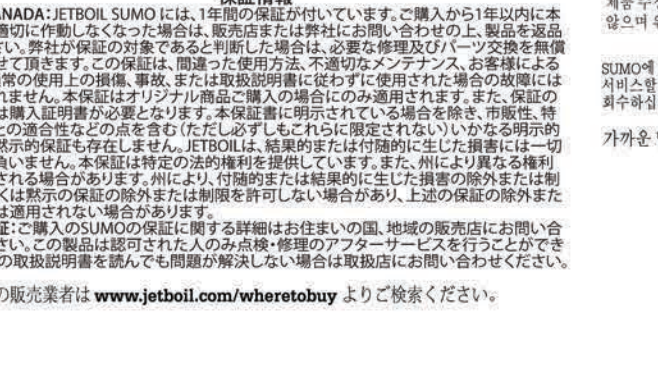 保証情報
ANADA：JETBOIL SUMO には、1年間の保証が付いています。ご購入から1年以内に本
適切に作動しなくなった場合は、販売店または弊社にお問い合わせの上、製品を返品
さい。弊社が保証の対象であると判断した場合は、必要な修理及びパーツ交換を無償
せて頂きます。この保証は、間違った使用方法、不適切なメンテナンス、お客様による
常の使用上の損傷、事故、または取扱説明書に従わずに使用された場合の故障には
れません。本保証はオリジナル商品ご購入の場合にのみ適用されます。また、保証の
は購入証明書が必要となります。本保証書に明示されている場合を除き、市販性、特
との適合性などの点を含む（ただし必ずしもこれらに限定されない）いかなる明示的
黙示的保証も存在しません。JETBOILは、結果的または付随的に生じた損害には一切
負いません。本保証は特定の法的権利を提供しています。また、州により異なる権利
される場合があります。州により、付随的または結果的に生じた損害の除外または制
くは黙示の保証の除外または制限を許可しない場合があり、上述の保証の除外また
は適用されない場合があります。
証：ご購入のSUMOの保証に関する詳細はお住まいの国、地域の販売店にお問い合
さい。この製品は認可された人のみ点検・修理のアフターサービスを行うことができ
の取扱説明書を読んでも問題が解決しない場合は取扱店にお問い合わせください。
の販売業者は www.jetboil.com/wheretobuy よりご検索ください。
제품 수
않으며
SUMO에
서비스할
회수하십
가까운